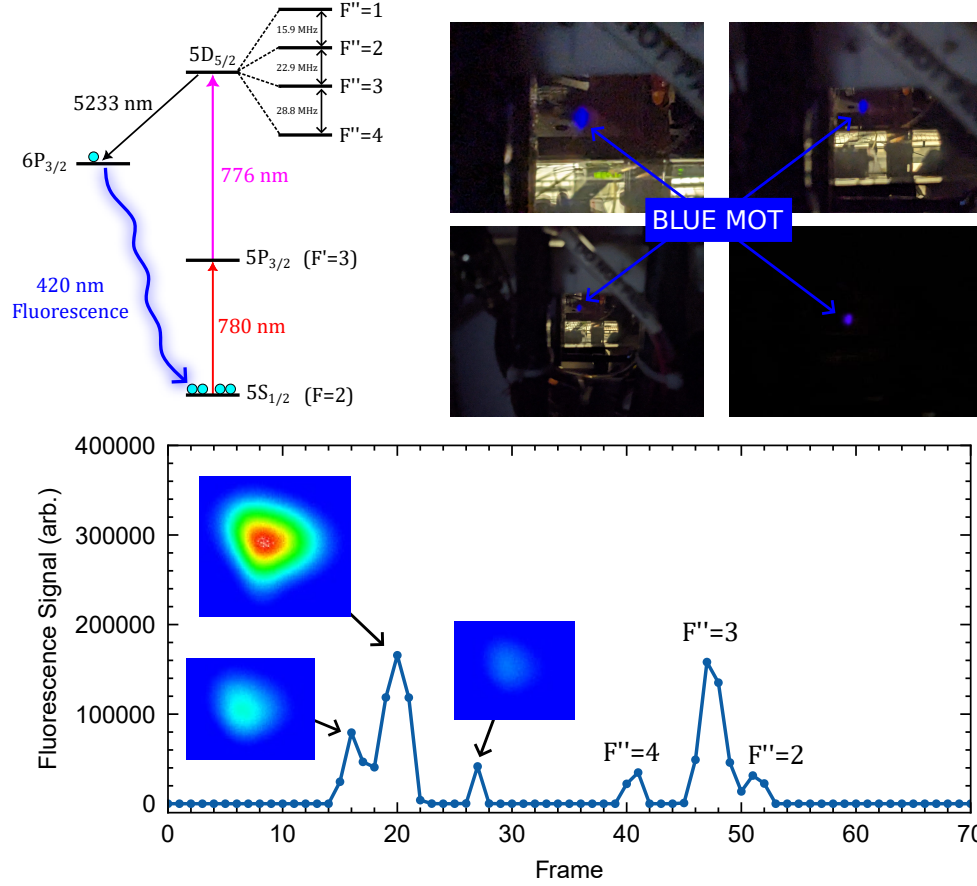 F''=1
15.9 MHz
F''=2
5D5/2
22.9 MHz
F''=3
28.8 MHz
F''=4
5233 nm
6P3/2
776 nm
5P3/2 (F'=3)
420 nm
Fluorescence
780 nm
5S1/2 (F=2)
BLUE MOT
Fluorescence Signal (arb.)
400000
300000
200000
100000
0
F''=3
F''=4
F''=2
0 10 20 30 40 50 60 70
Frame